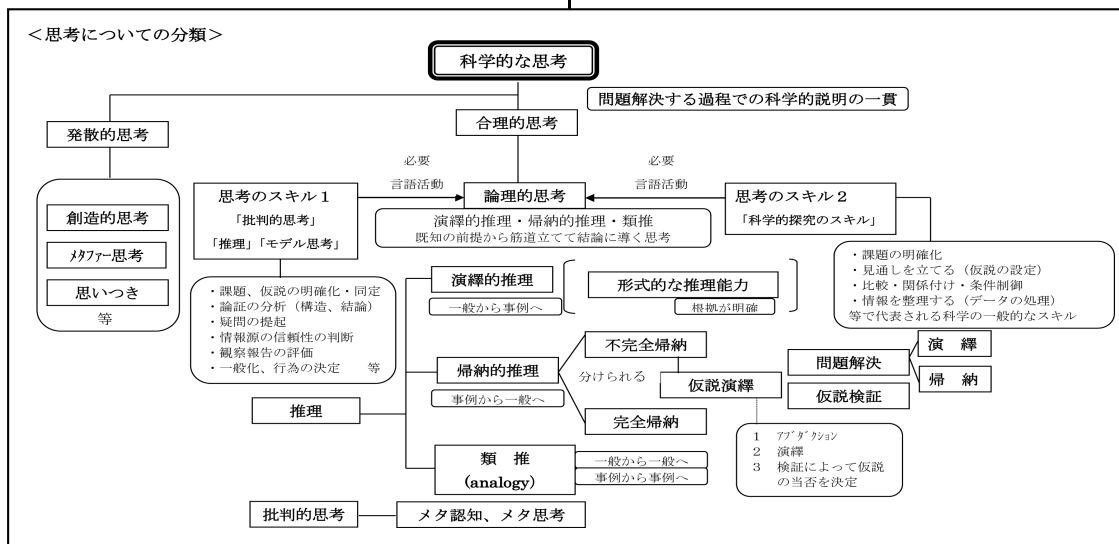 ＜思考についての分類＞
科学的な思考
問題解決する過程での科学的説明の一貫
発散的思考
合理的思考
創造的思考
ﾒﾀﾌｧｰ思考
思いつき
等
思考のスキル１
「批判的思考」
「推理」「モデル思考」
必要
言語活動
論理的思考
必要
言語活動
思考のスキル２
「科学的探究のスキル」
演繹的推理・帰納的推理・類推
既知の前提から筋道立てて結論に導く思考
・課題、仮説の明確化・同定
・論証の分析（構造、結論）
・疑問の提起
・情報源の信頼性の判断
・観察報告の評価
・一般化、行為の決定　等
・課題の明確化
・見通しを立てる（仮説の設定）
・比較・関係付け・条件制御
・情報を整理する（データの処理）
等で代表される科学の一般的なスキル
演繹的推理
一般から事例へ
形式的な推理能力
根拠が明確
推理
帰納的推理
事例から一般へ
不完全帰納
分けられる
完全帰納
仮説演繹
１　ｱﾌﾞﾀﾞｸｼｮﾝ
２　演繹
３　検証によって仮説
の当否を決定
問題解決
演　繹
帰　納
仮説検証
類　推
(analogy)
一般から一般へ
事例から事例へ
批判的思考
メタ認知、メタ思考